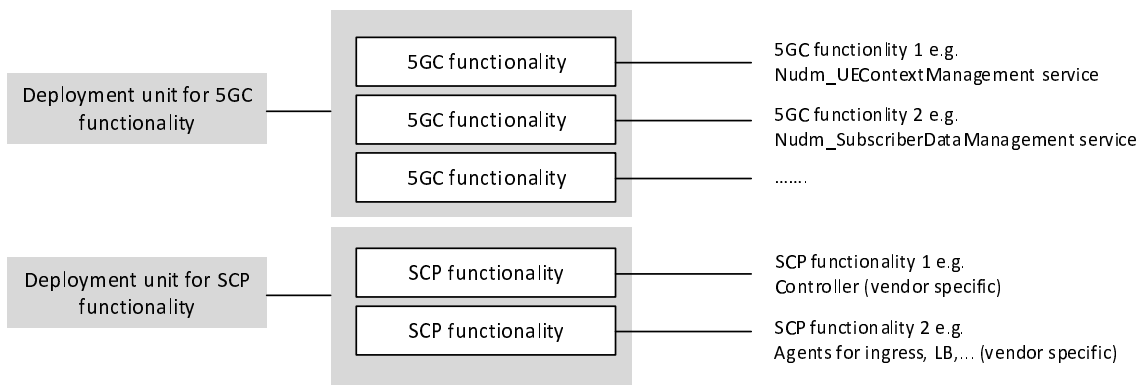 5GC functionality
5GC functionlity 1 e.g.
Nudm_UEContextManagement service
Deployment unit for 5GC
functionality
5GC functionality
5GC functionlity 2 e.g.
Nudm_SubscriberDataManagement service
5GC functionality
.......
Deployment unit for SCP
functionality
SCP functionality
SCP functionality 1 e.g.
Controller (vendor specific)
SCP functionality
SCP functionality 2 e.g.
Agents for ingress, LB,... (vendor specific)